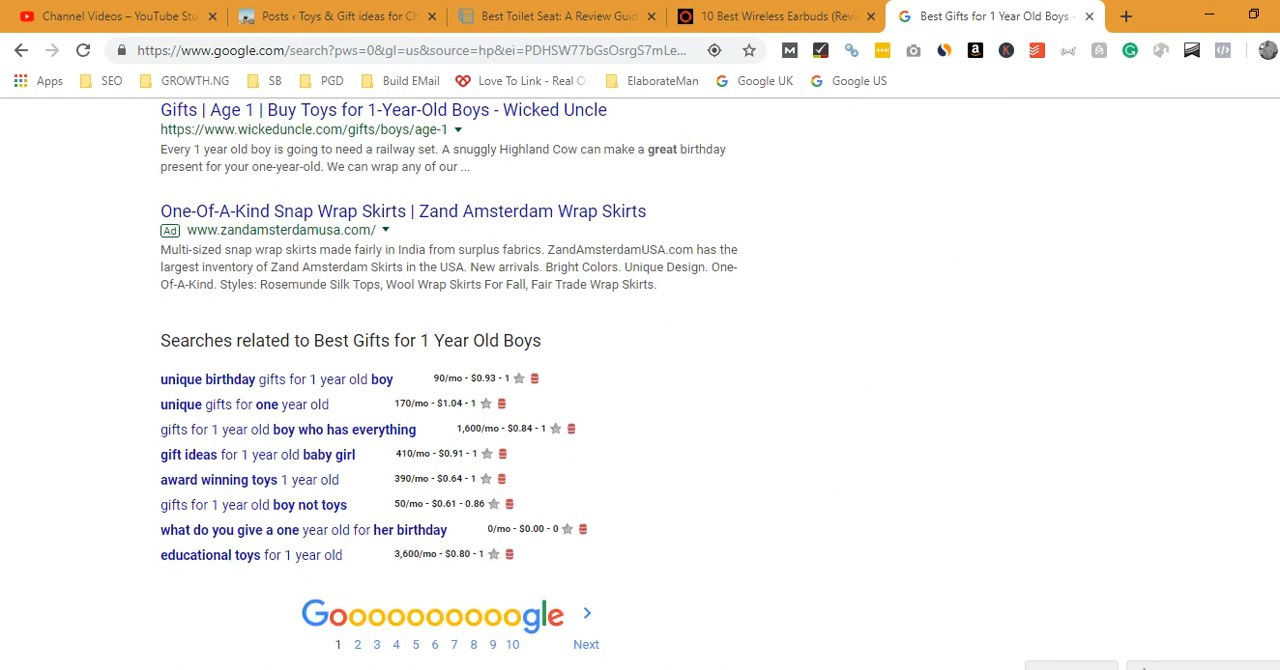 Channel Videos – YouTube Stu
Posts ‹ Toys & Gift ideas for Ch
Best Toilet Seat: A Review Guid
10 Best Wireless Earbuds (Revi
Best Gifts for 1 Year Old Boys -
https://www.google.com/search?pws=0&gl=us&source=hp&ei=PDHSW77bGsOsrgS7mLe...
Apps
SEO
GROWTH.NG
SB
PGD
Build EMail
Love To Link - Real O
ElaborateMan
Google UK
Google US
Gifts | Age 1 | Buy Toys for 1-Year-Old Boys - Wicked Uncle
https://www.wickeduncle.com/gifts/boys/age-1
Every 1 year old boy is going to need a railway set. A snuggly Highland Cow can make a great birthday
present for your one-year-old. We can wrap any of our ...
One-Of-A-Kind Snap Wrap Skirts | Zand Amsterdam Wrap Skirts
Ad www.zandamsterdamusa.com/
Multi-sized snap wrap skirts made fairly in India from surplus fabrics. ZandAmsterdamUSA.com has the
largest inventory of Zand Amsterdam Skirts in the USA. New arrivals. Bright Colors. Unique Design. One-
Of-A-Kind. Styles: Rosemunde Silk Tops, Wool Wrap Skirts For Fall, Fair Trade Wrap Skirts.
Searches related to Best Gifts for 1 Year Old Boys
unique birthday gifts for 1 year old boy 90/mo - $0.93 - 1
unique gifts for one year old 170/mo - $1.04 - 1
gifts for 1 year old boy who has everything 1,600/mo - $0.84 - 1
gift ideas for 1 year old baby girl 410/mo - $0.91 - 1
award winning toys 1 year old 390/mo - $0.64 - 1
gifts for 1 year old boy not toys 50/mo - $0.61 - 0.86
what do you give a one year old for her birthday 0/mo - $0.00 - 0
educational toys for 1 year old 3,600/mo - $0.80 - 1
Goooooooooogle
1 2 3 4 5 6 7 8 9 10 Next